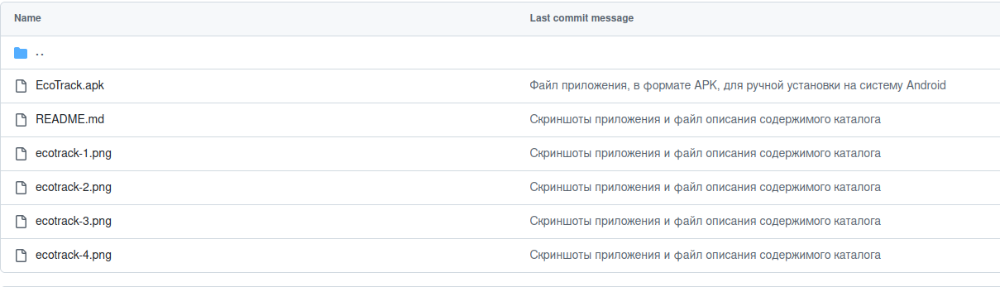 Name Last commit message
..
EcoTrack.apk Файл приложения, в формате APK, для ручной установки на систему Android
README.md Скриншоты приложения и файл описания содержимого каталога
ecotrack-1.png Скриншоты приложения и файл описания содержимого каталога
ecotrack-2.png Скриншоты приложения и файл описания содержимого каталога
ecotrack-3.png Скриншоты приложения и файл описания содержимого каталога
ecotrack-4.png Скриншоты приложения и файл описания содержимого каталога